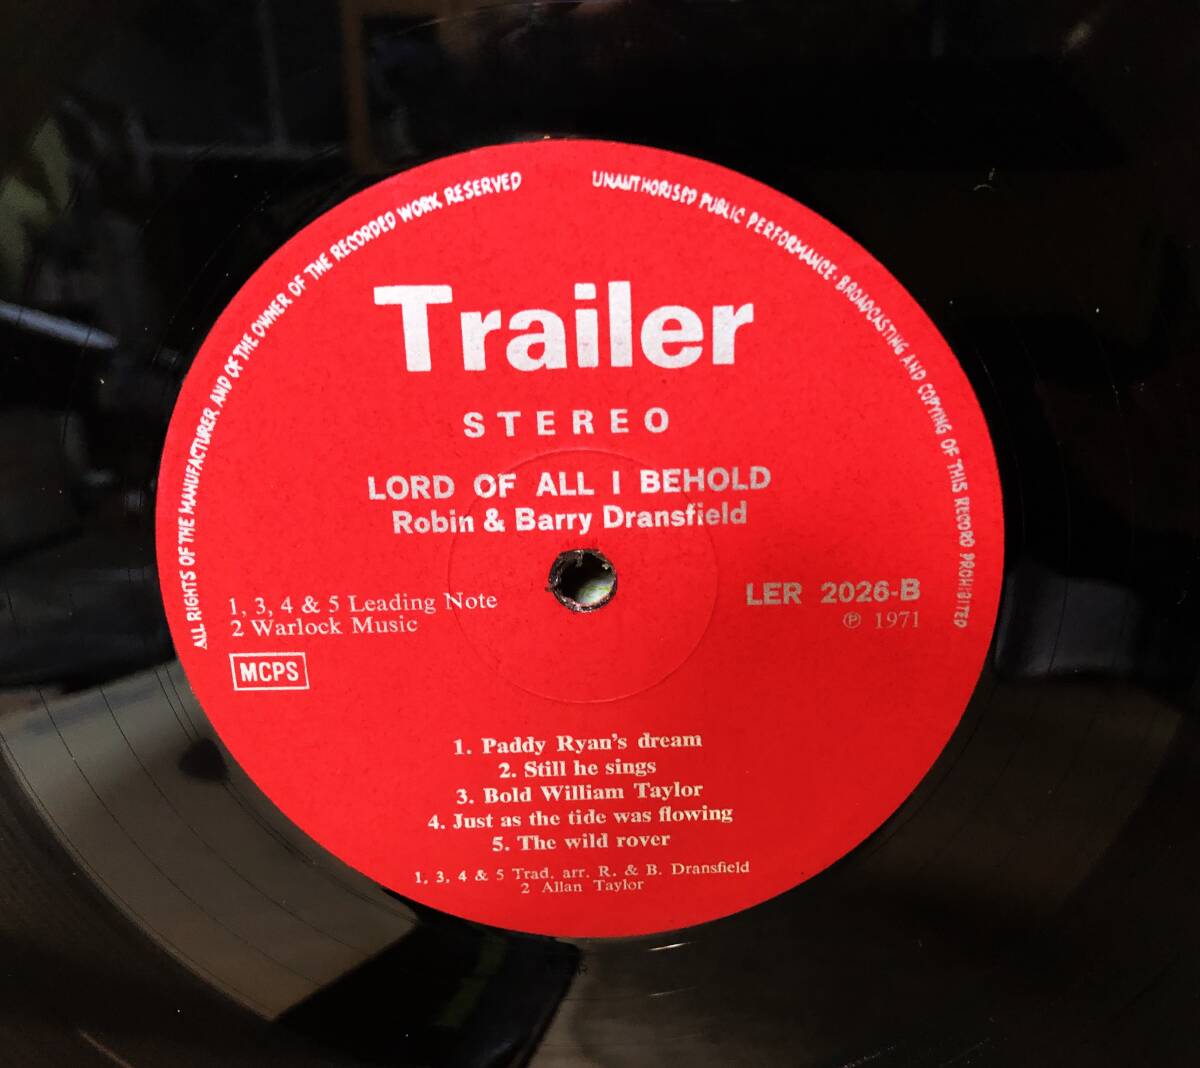 ALL RIGHTS OF THE MANUFACTURER AND OF THE OWNER OF THE RECORDED WORK RESERVED
UNAUTHORISED PUBLIC PERFORMANCE · BROADCASTING AND COPYING OF THIS RECORD PROHIBITED
Trailer
STEREO
LORD OF ALL I BEHOLD
Robin & Barry Dransfield
1, 3, 4 & 5 Leading Note
2 Warlock Music
MCPS
LER 2026-B
℗ 1971
1. Paddy Ryan's dream
2. Still he sings
3. Bold William Taylor
4. Just as the tide was flowing
5. The wild rover
1, 3, 4 & 5 Trad. arr. R. & B. Dransfield
2 Allan Taylor